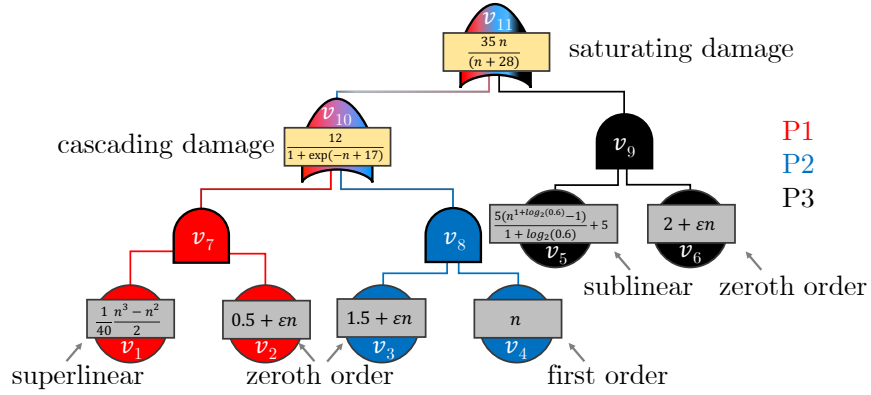 v₁₁
35 n / (n + 28)
saturating damage
v₁₀
12 / 1 + exp(−n + 17)
cascading damage
v₉
P1
P2
P3
v₇
v₈
5(n^{1+log₂(0.6)} −1) / 1 + log₂(0.6) + 5
2 + εn
v₅
v₆
sublinear
zeroth order
1/40 n³ − n² / 2
0.5 + εn
1.5 + εn
n
v₁
v₂
v₃
v₄
superlinear
zeroth order
first order